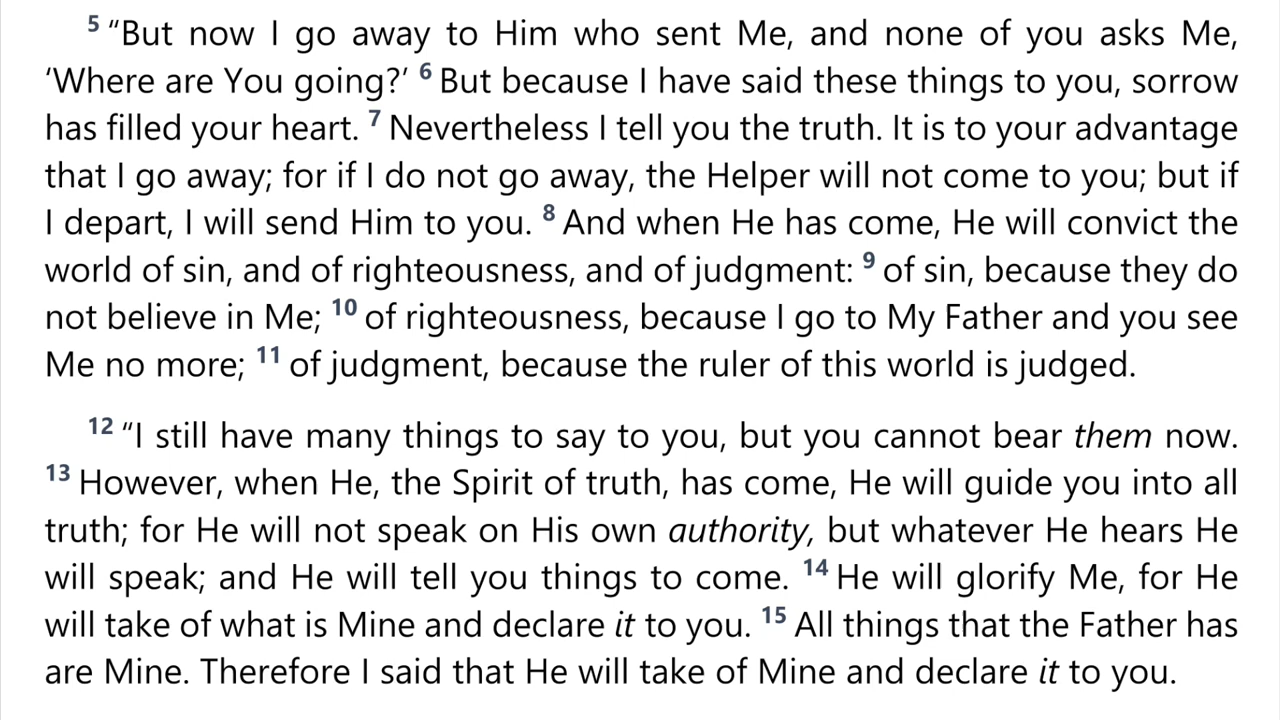 5 “But now I go away to Him who sent Me, and none of you asks Me,
‘Where are You going?’ 6 But because I have said these things to you, sorrow
has filled your heart. 7 Nevertheless I tell you the truth. It is to your advantage
that I go away; for if I do not go away, the Helper will not come to you; but if
I depart, I will send Him to you. 8 And when He has come, He will convict the
world of sin, and of righteousness, and of judgment: 9 of sin, because they do
not believe in Me; 10 of righteousness, because I go to My Father and you see
Me no more; 11 of judgment, because the ruler of this world is judged.
12 “I still have many things to say to you, but you cannot bear them now.
13 However, when He, the Spirit of truth, has come, He will guide you into all
truth; for He will not speak on His own authority, but whatever He hears He
will speak; and He will tell you things to come. 14 He will glorify Me, for He
will take of what is Mine and declare it to you. 15 All things that the Father has
are Mine. Therefore I said that He will take of Mine and declare it to you.